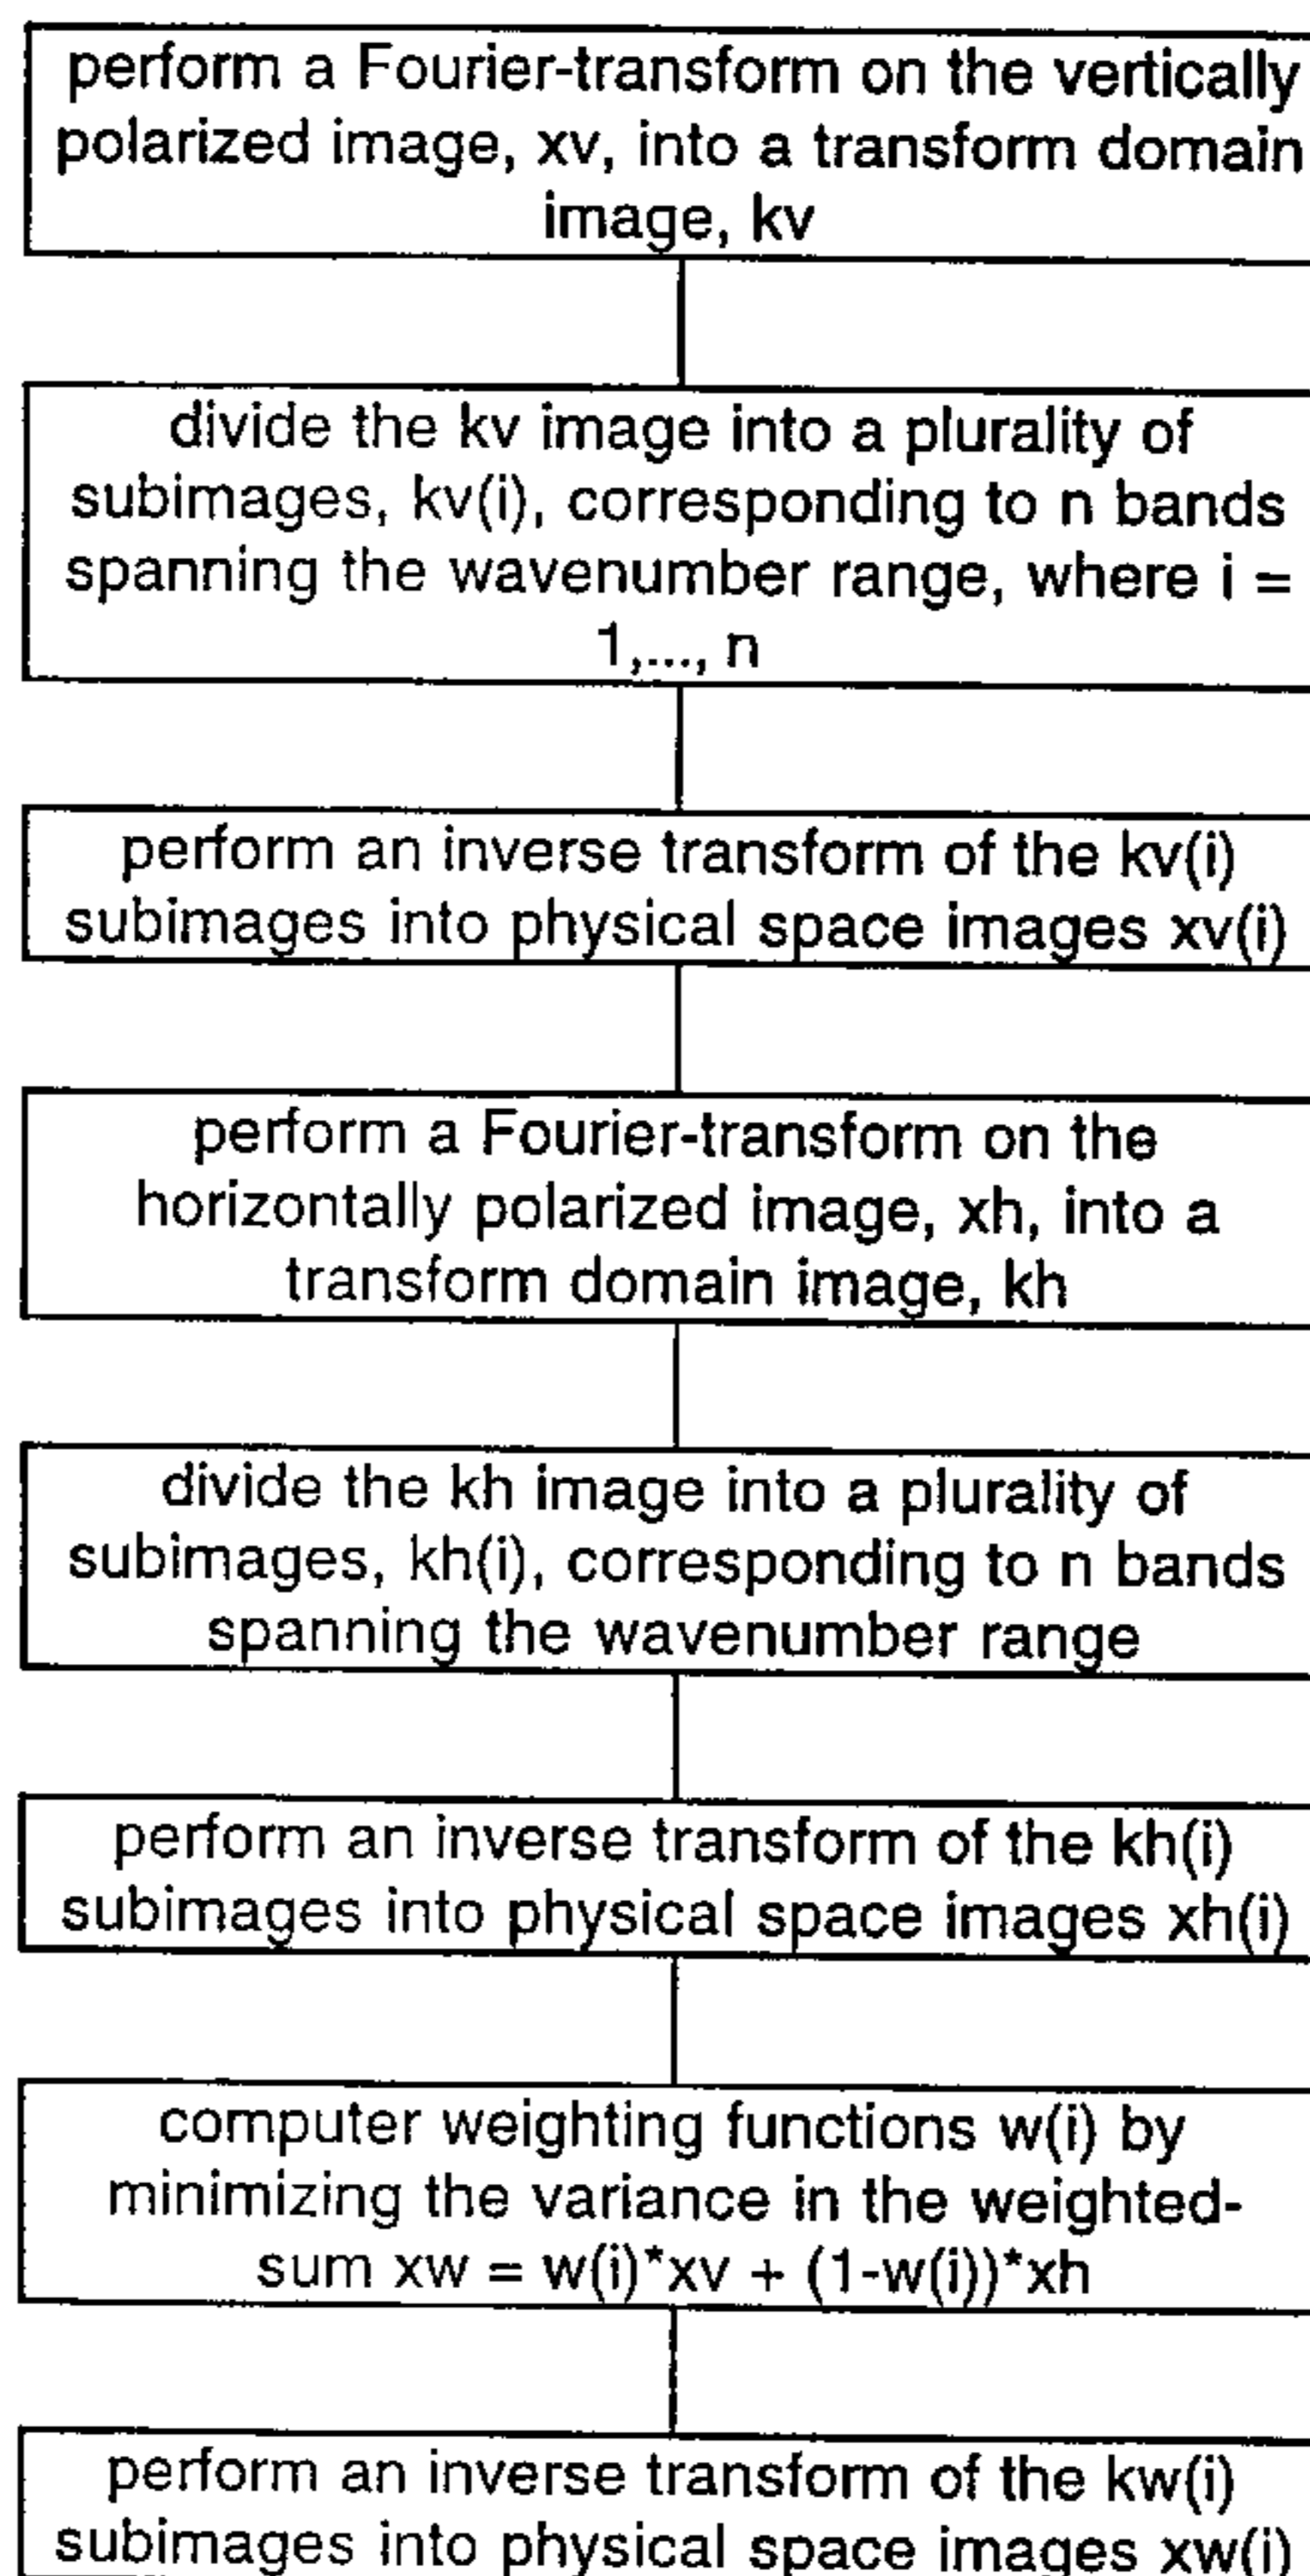 perform a Fourier-transform on the vertically
polarized image, xv, into a transform domain
image, kv
divide the kv image into a plurality of
subimages, kv(i), corresponding to n bands
spanning the wavenumber range, where i =
1,..., n
perform an inverse transform of the kv(i)
subimages into physical space images xv(i)
perform a Fourier-transform on the
horizontally polarized image, xh, into a
transform domain image, kh
divide the kh image into a plurality of
subimages, kh(i), corresponding to n bands
spanning the wavenumber range
perform an inverse transform of the kh(i)
subimages into physical space images xh(i)
computer weighting functions w(i) by
minimizing the variance in the weighted-
sum xw = w(i)*xv + (1-w(i))*xh
perform an inverse transform of the kw(i)
subimages into physical space images xw(i)